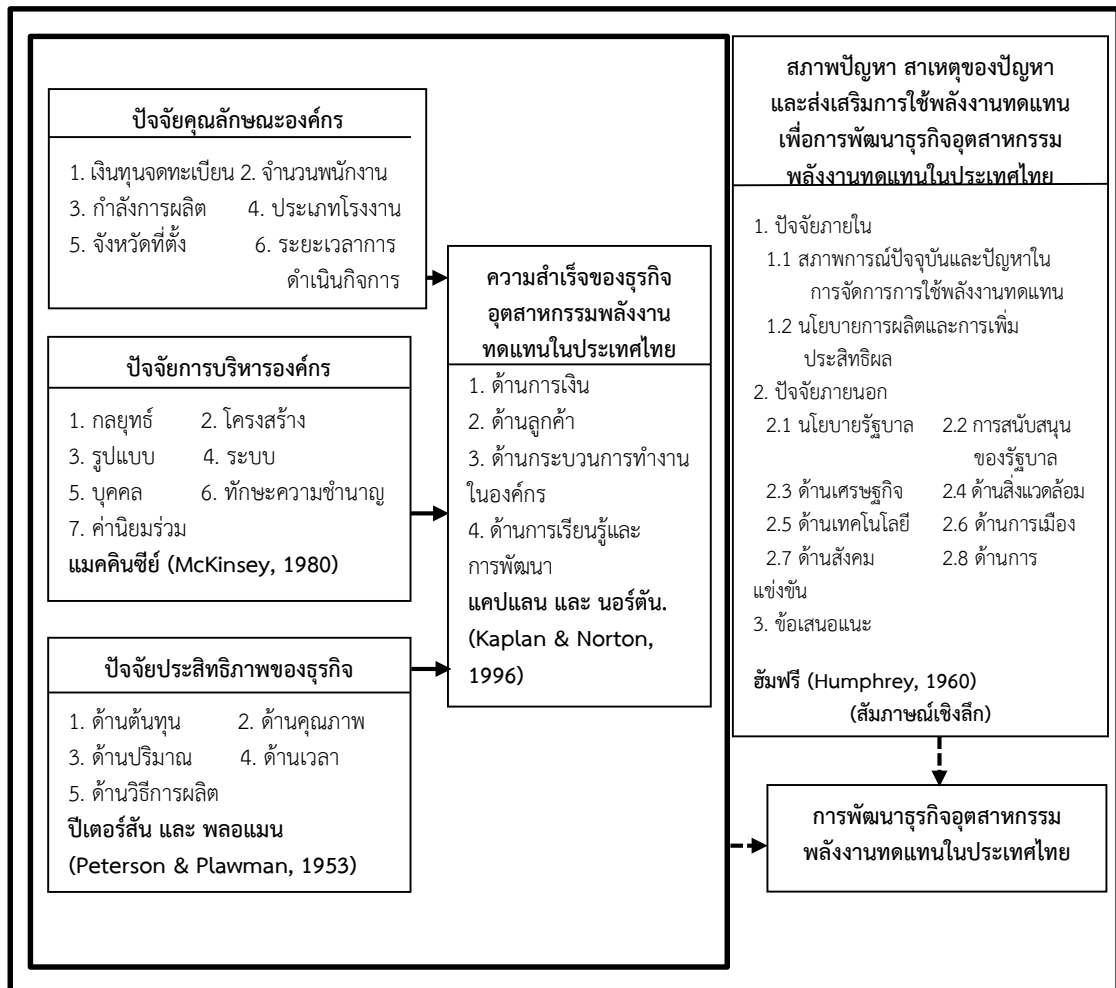 ปัจจัยคุณลักษณะองค์กร
1. เงินทุนจดทะเบียน 2. จำนวนพนักงาน
3. กำลังการผลิต 4. ประเภทโรงงาน
5. จังหวัดที่ตั้ง 6. ระยะเวลาการ
ดำเนินกิจการ
ปัจจัยการบริหารองค์กร
1. กลยุทธ์ 2. โครงสร้าง
3. รูปแบบ 4. ระบบ
5. บุคคล 6. ทักษะความชำนาญ
7. ค่านิยมร่วม
แมคคินซีย์ (McKinsey, 1980)
ปัจจัยประสิทธิภาพของธุรกิจ
1. ด้านต้นทุน 2. ด้านคุณภาพ
3. ด้านปริมาณ 4. ด้านเวลา
5. ด้านวิธีการผลิต
ปีเตอร์สัน และ พลอแมน
(Peterson & Plawman, 1953)
ความสำเร็จของธุรกิจ
อุตสาหกรรมพลังงาน
ทดแทนในประเทศไทย
1. ด้านการเงิน
2. ด้านลูกค้า
3. ด้านกระบวนการทำงาน
ในองค์กร
4. ด้านการเรียนรู้และ
การพัฒนา
แคปแลน และ นอร์ตัน.
(Kaplan & Norton,
1996)
สภาพปัญหา สาเหตุของปัญหา
และส่งเสริมการใช้พลังงานทดแทน
เพื่อการพัฒนาธุรกิจอุตสาหกรรม
พลังงานทดแทนในประเทศไทย
1. ปัจจัยภายใน
1.1 สภาพการณ์ปัจจุบันและปัญหาใน
การจัดการการใช้พลังงานทดแทน
1.2 นโยบายการผลิตและการเพิ่ม
ประสิทธิผล
2. ปัจจัยภายนอก
2.1 นโยบายรัฐบาล 2.2 การสนับสนุน
ของรัฐบาล
2.3 ด้านเศรษฐกิจ 2.4 ด้านสิ่งแวดล้อม
2.5 ด้านเทคโนโลยี 2.6 ด้านการเมือง
2.7 ด้านสังคม 2.8 ด้านการ
แข่งขัน
3. ข้อเสนอแนะ
ฮัมฟรี (Humphrey, 1960)
(สัมภาษณ์เชิงลึก)
การพัฒนาธุรกิจอุตสาหกรรม
พลังงานทดแทนในประเทศไทย